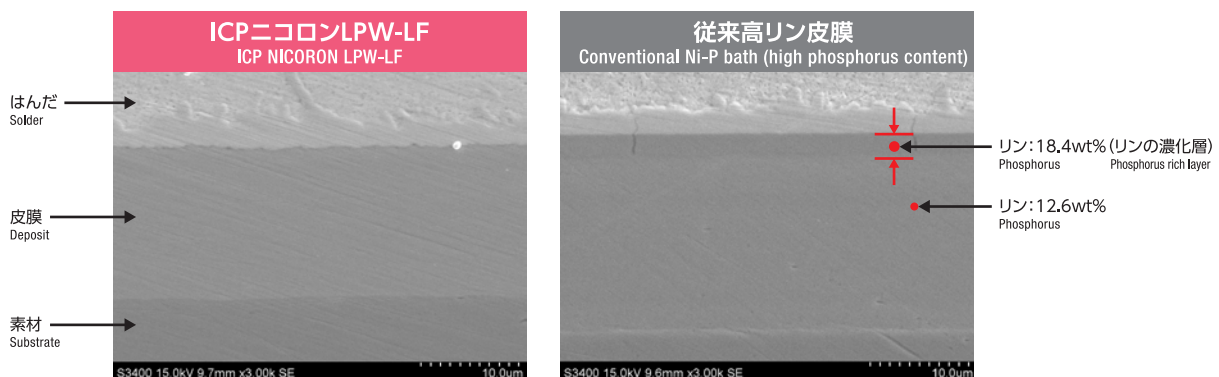 ICPニコロンLPW-LF
ICP NICORON LPW-LF
従来高リン皮膜
Conventional Ni-P bath (high phosphorus content)
はんだ
Solder
皮膜
Deposit
素材
Substrate
リン：18.4wt% (リンの濃化層)
Phosphorus Phosphorus rich layer
リン：12.6wt%
Phosphorus
S3400 15.0kV 9.7mm x3.00k SE 10.0um
S3400 15.0kV 9.6mm x3.00k SE 10.0um